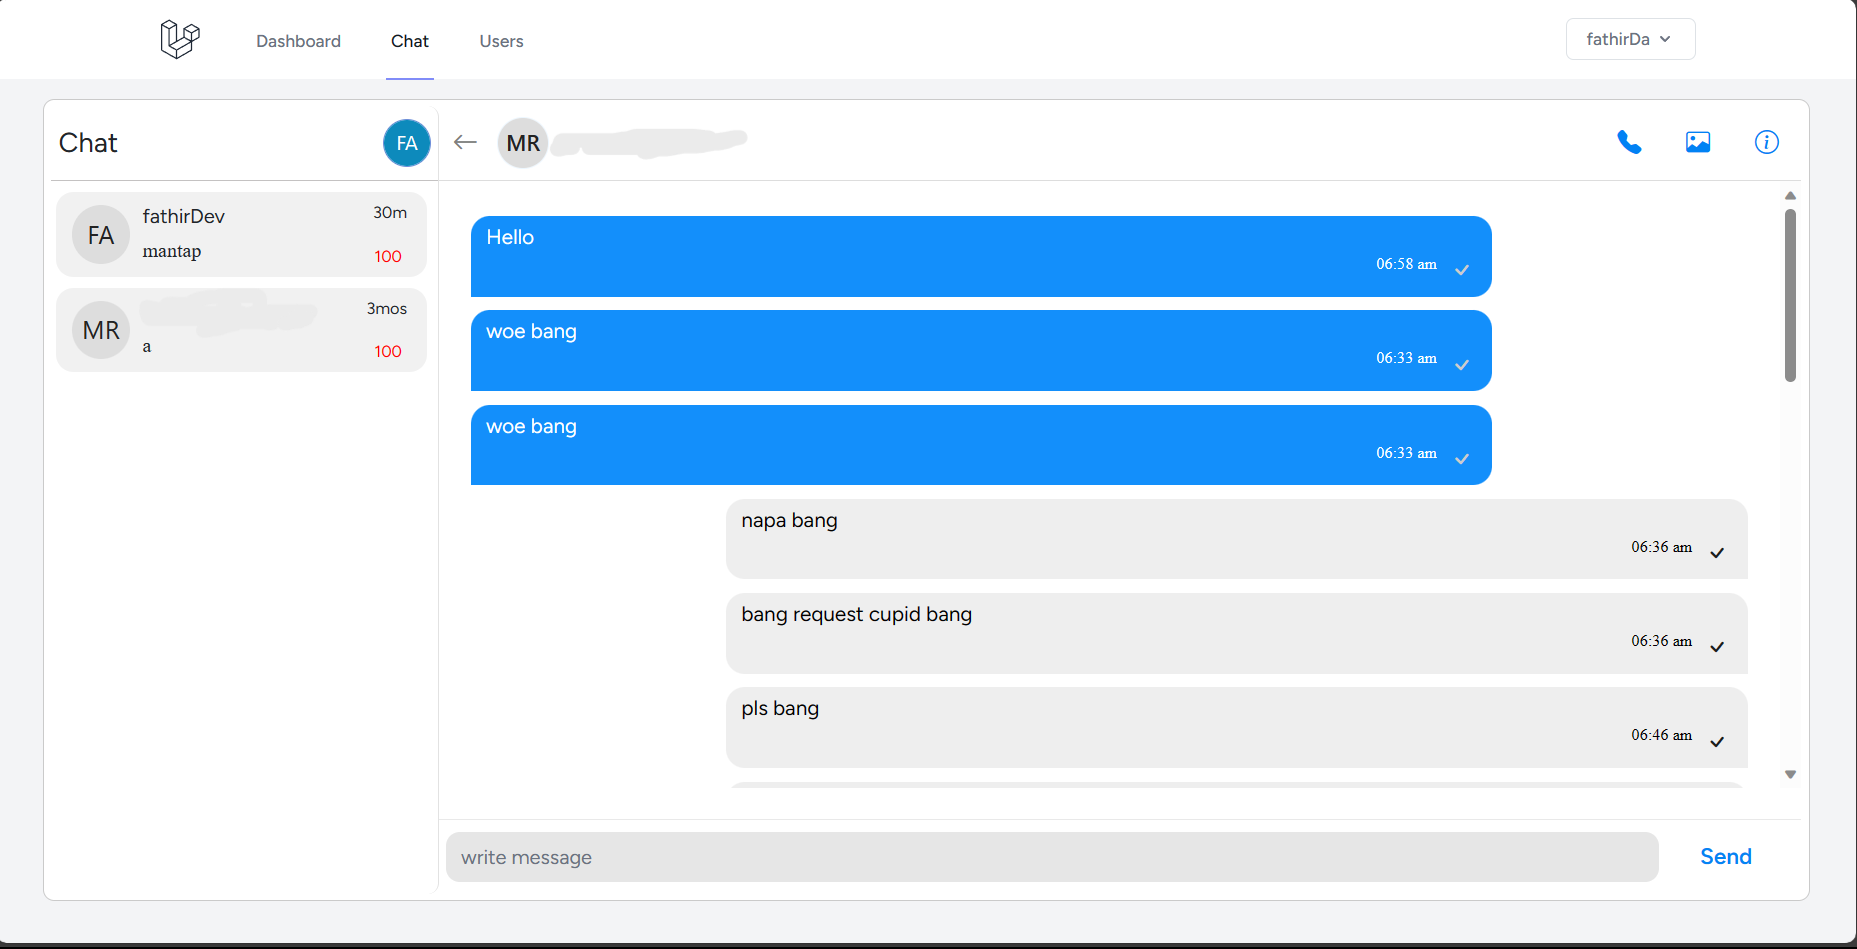 Dashboard Chat Users fathirDa
Chat FA
MR
FA fathirDev 30m
mantap 100
MR 3mos
a 100
Hello
06:58 am
woe bang
06:33 am
woe bang
06:33 am
napa bang
06:36 am
bang request cupid bang
06:36 am
pls bang
06:46 am
write message Send